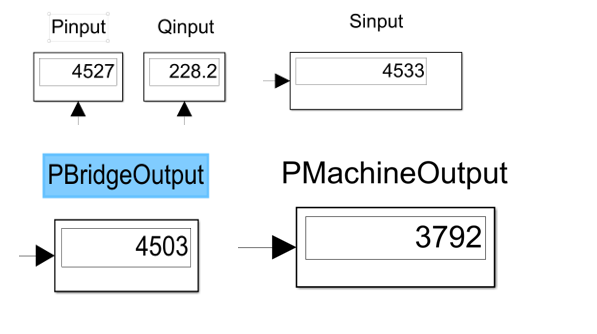 Pinput
Qinput
Sinput
4527
228.2
4533
PBridgeOutput
PMachineOutput
4503
3792